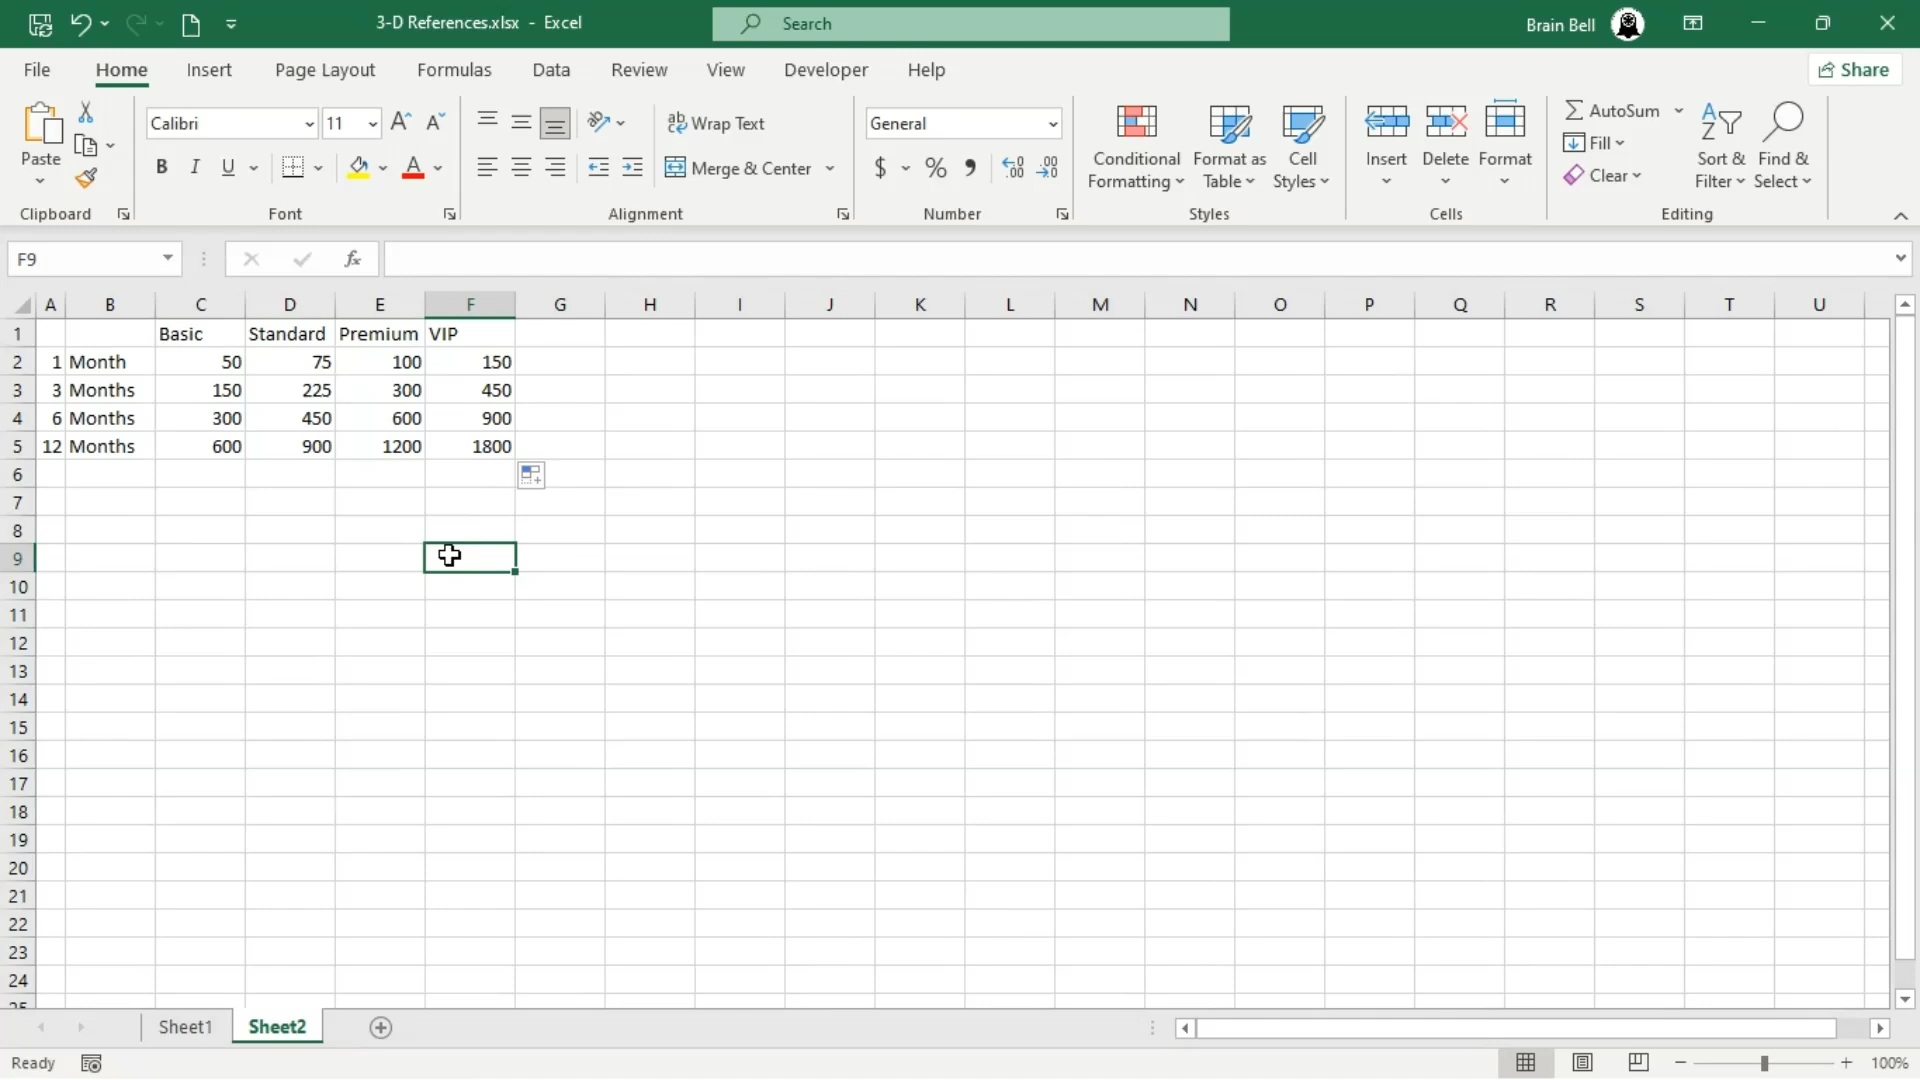 3-D References.xlsx - Excel
Search
Brain Bell
File Home Insert Page Layout Formulas Data Review View Developer Help Share
Paste
Calibri 11
Wrap Text
General
B I U
Merge & Center
$ % ,
Conditional Formatting
Format as Table
Cell Styles
Insert Delete Format
AutoSum
Fill
Clear
Sort & Filter
Find & Select
Clipboard Font Alignment Number Styles Cells Editing
F9 fx
A B C D E F G H I J K L M N O P Q R S T U
1 Basic Standard Premium VIP
2 1 Month 50 75 100 150
3 3 Months 150 225 300 450
4 6 Months 300 450 600 900
5 12 Months 600 900 1200 1800
6
7
8
9
10
11
12
13
14
15
16
17
18
19
20
21
22
23
24
25
Sheet1 Sheet2
Ready 100%